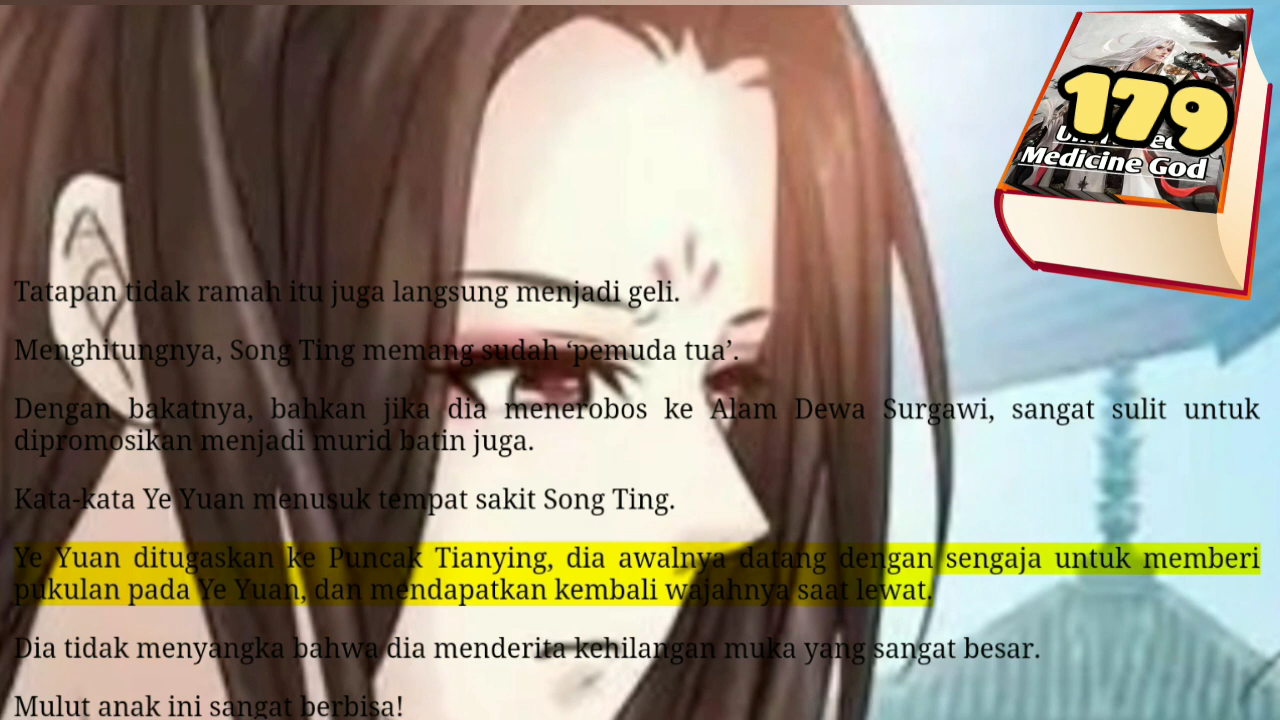 179
Medicine God
Tatapan tidak ramah itu juga langsung menjadi geli.
Menghitungnya, Song Ting memang sudah ‘pemuda tua’.
Dengan bakatnya, bahkan jika dia menerobos ke Alam Dewa Surgawi, sangat sulit untuk
dipromosikan menjadi murid batin juga.
Kata-kata Ye Yuan menusuk tempat sakit Song Ting.
Ye Yuan ditugaskan ke Puncak Tianying, dia awalnya datang dengan sengaja untuk memberi
pukulan pada Ye Yuan, dan mendapatkan kembali wajahnya saat lewat.
Dia tidak menyangka bahwa dia menderita kehilangan muka yang sangat besar.
Mulut anak ini sangat berbisa!